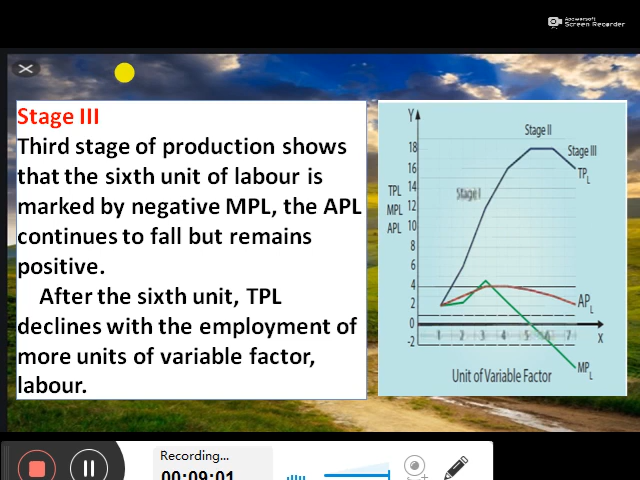 Apowersoft
Screen Recorder
Stage III
Third stage of production shows
that the sixth unit of labour is
marked by negative MPL, the APL
continues to fall but remains
positive.
After the sixth unit, TPL
declines with the employment of
more units of variable factor,
labour.
Y
Stage II
18
Stage III
16
TPL
TPL
14
Stage I
MPL
12
APL
10
8
6
4
2
APL
0
1 2 3 4 5 6 7
X
-2
MPL
Unit of Variable Factor
Recording...
00:09:01